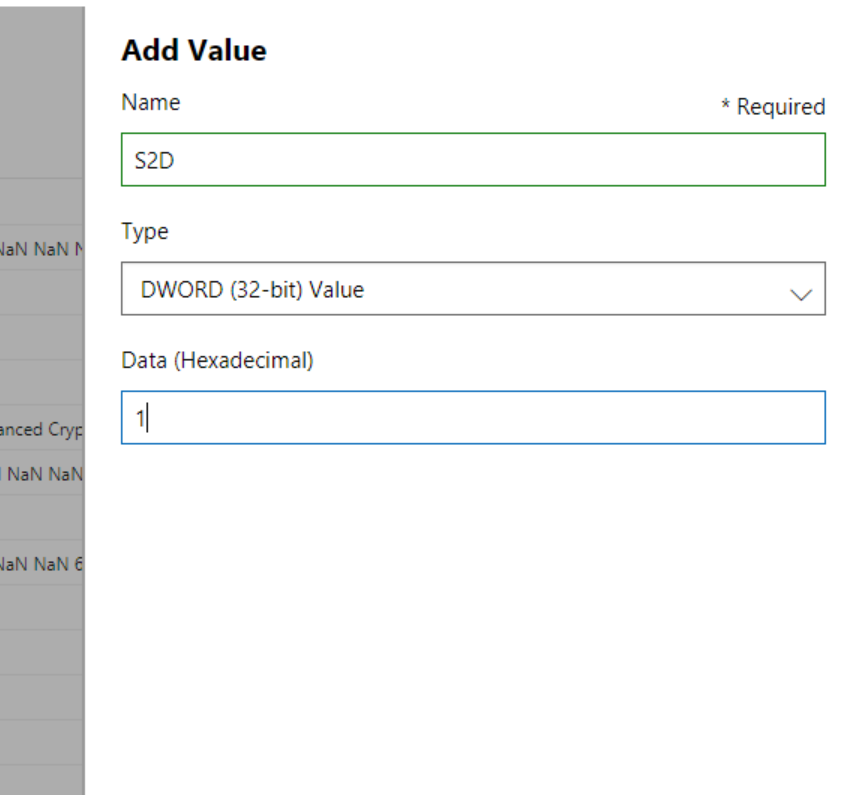 Add Value
Name
* Required
S2D
Type
NaN NaN
DWORD (32-bit) Value
Data (Hexadecimal)
1
NaN NaN
NaN NaN 6